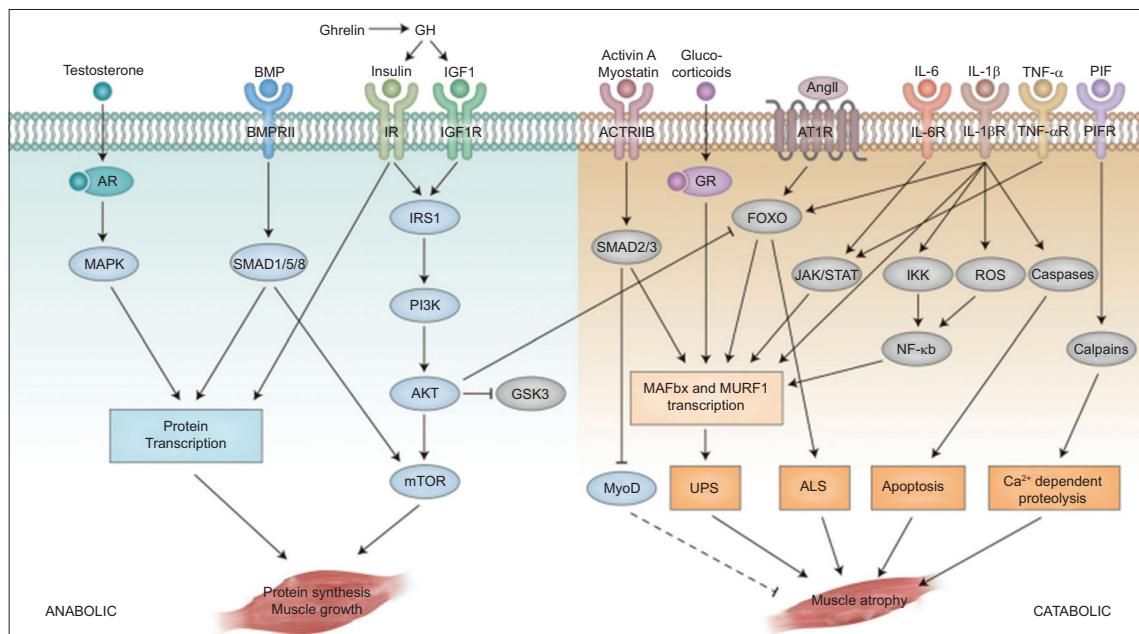 Ghrelin GH
Testosterone BMP Insulin IGF1 Activin A Gluco- AngII IL-6 IL-1β TNF-α PIF
Myostatin corticoids
BMPRII IR IGF1R ACTRIIB AT1R IL-6R IL-1βR TNF-αR PIFR
AR GR
IRS1 FOXO
MAPK SMAD1/5/8 SMAD2/3 JAK/STAT IKK ROS Caspases
PI3K
NF-κb Calpains
AKT GSK3 MAFbx and MURF1
transcription
Protein
Transcription
mTOR MyoD UPS ALS Apoptosis Ca²⁺ dependent
proteolysis
Protein synthesis
Muscle growth
Muscle atrophy
ANABOLIC CATABOLIC